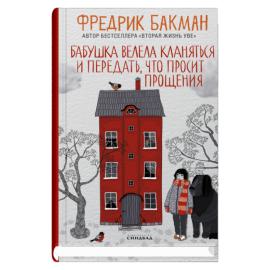 ФРЕДРИК БАКМАН
АВТОР БЕСТСЕЛЛЕРА «ВТОРАЯ ЖИЗНЬ УВЕ»
БАБУШКА ВЕЛЕЛА КЛАНЯТЬСЯ
И ПЕРЕДАТЬ, ЧТО ПРОСИТ
ПРОЩЕНИЯ
СИНДБАД